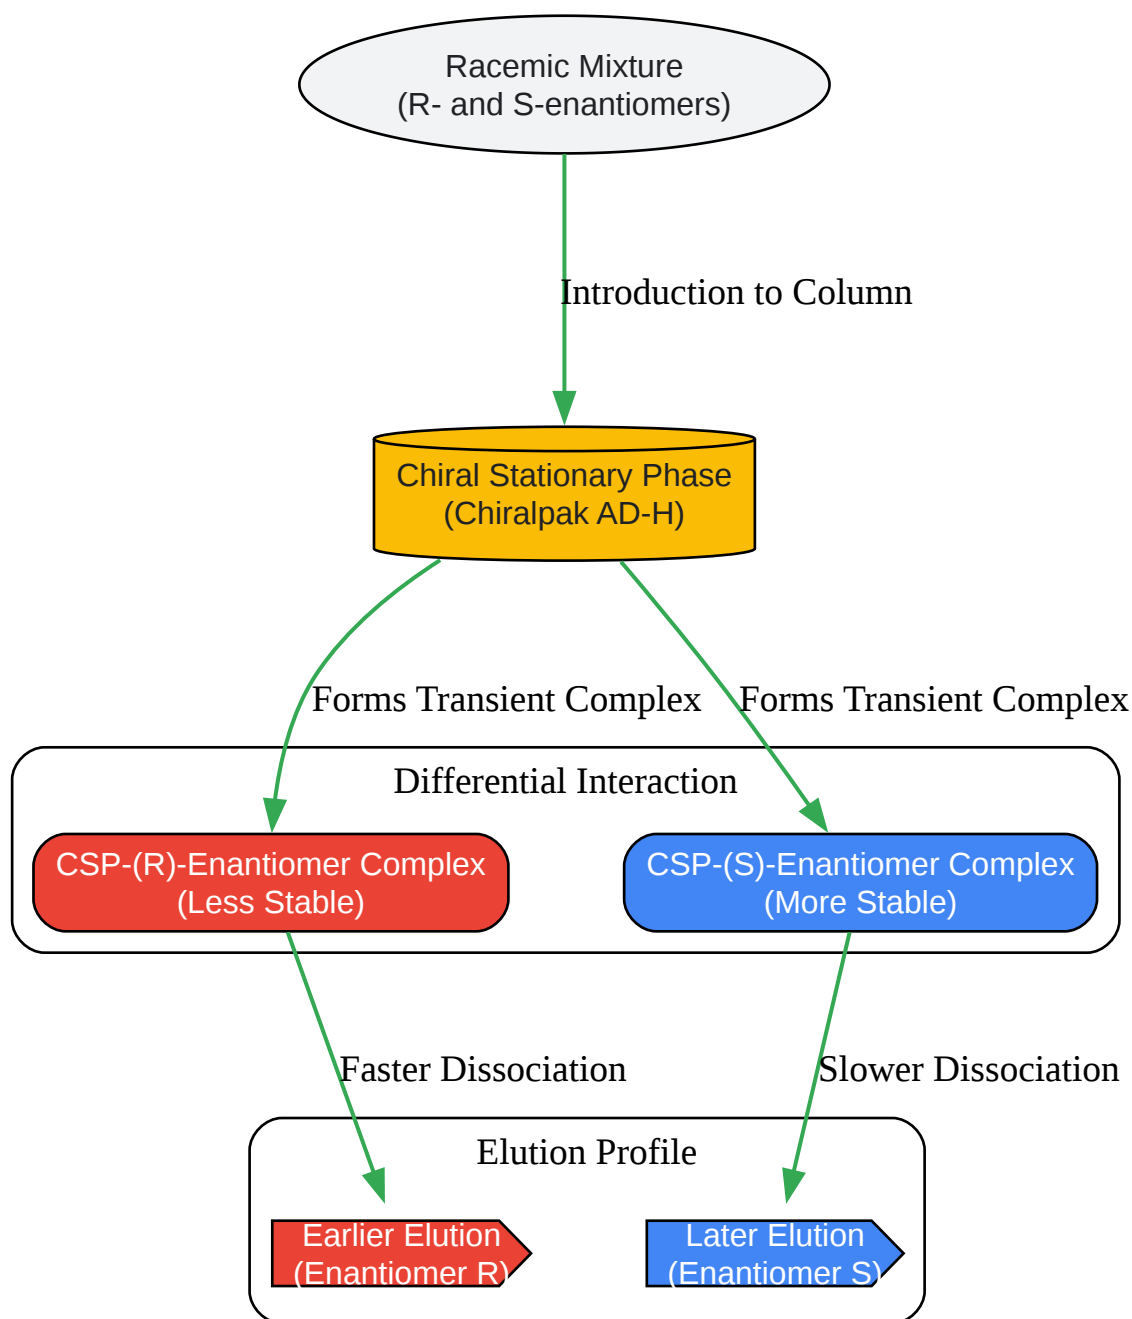 Racemic Mixture
(R- and S-enantiomers)
Introduction to Column
Chiral Stationary Phase
(Chiralpak AD-H)
Forms Transient Complex
Forms Transient Complex
Differential Interaction
CSP-(R)-Enantiomer Complex
(Less Stable)
CSP-(S)-Enantiomer Complex
(More Stable)
Faster Dissociation
Slower Dissociation
Elution Profile
Earlier Elution
(Enantiomer R)
Later Elution
(Enantiomer S)